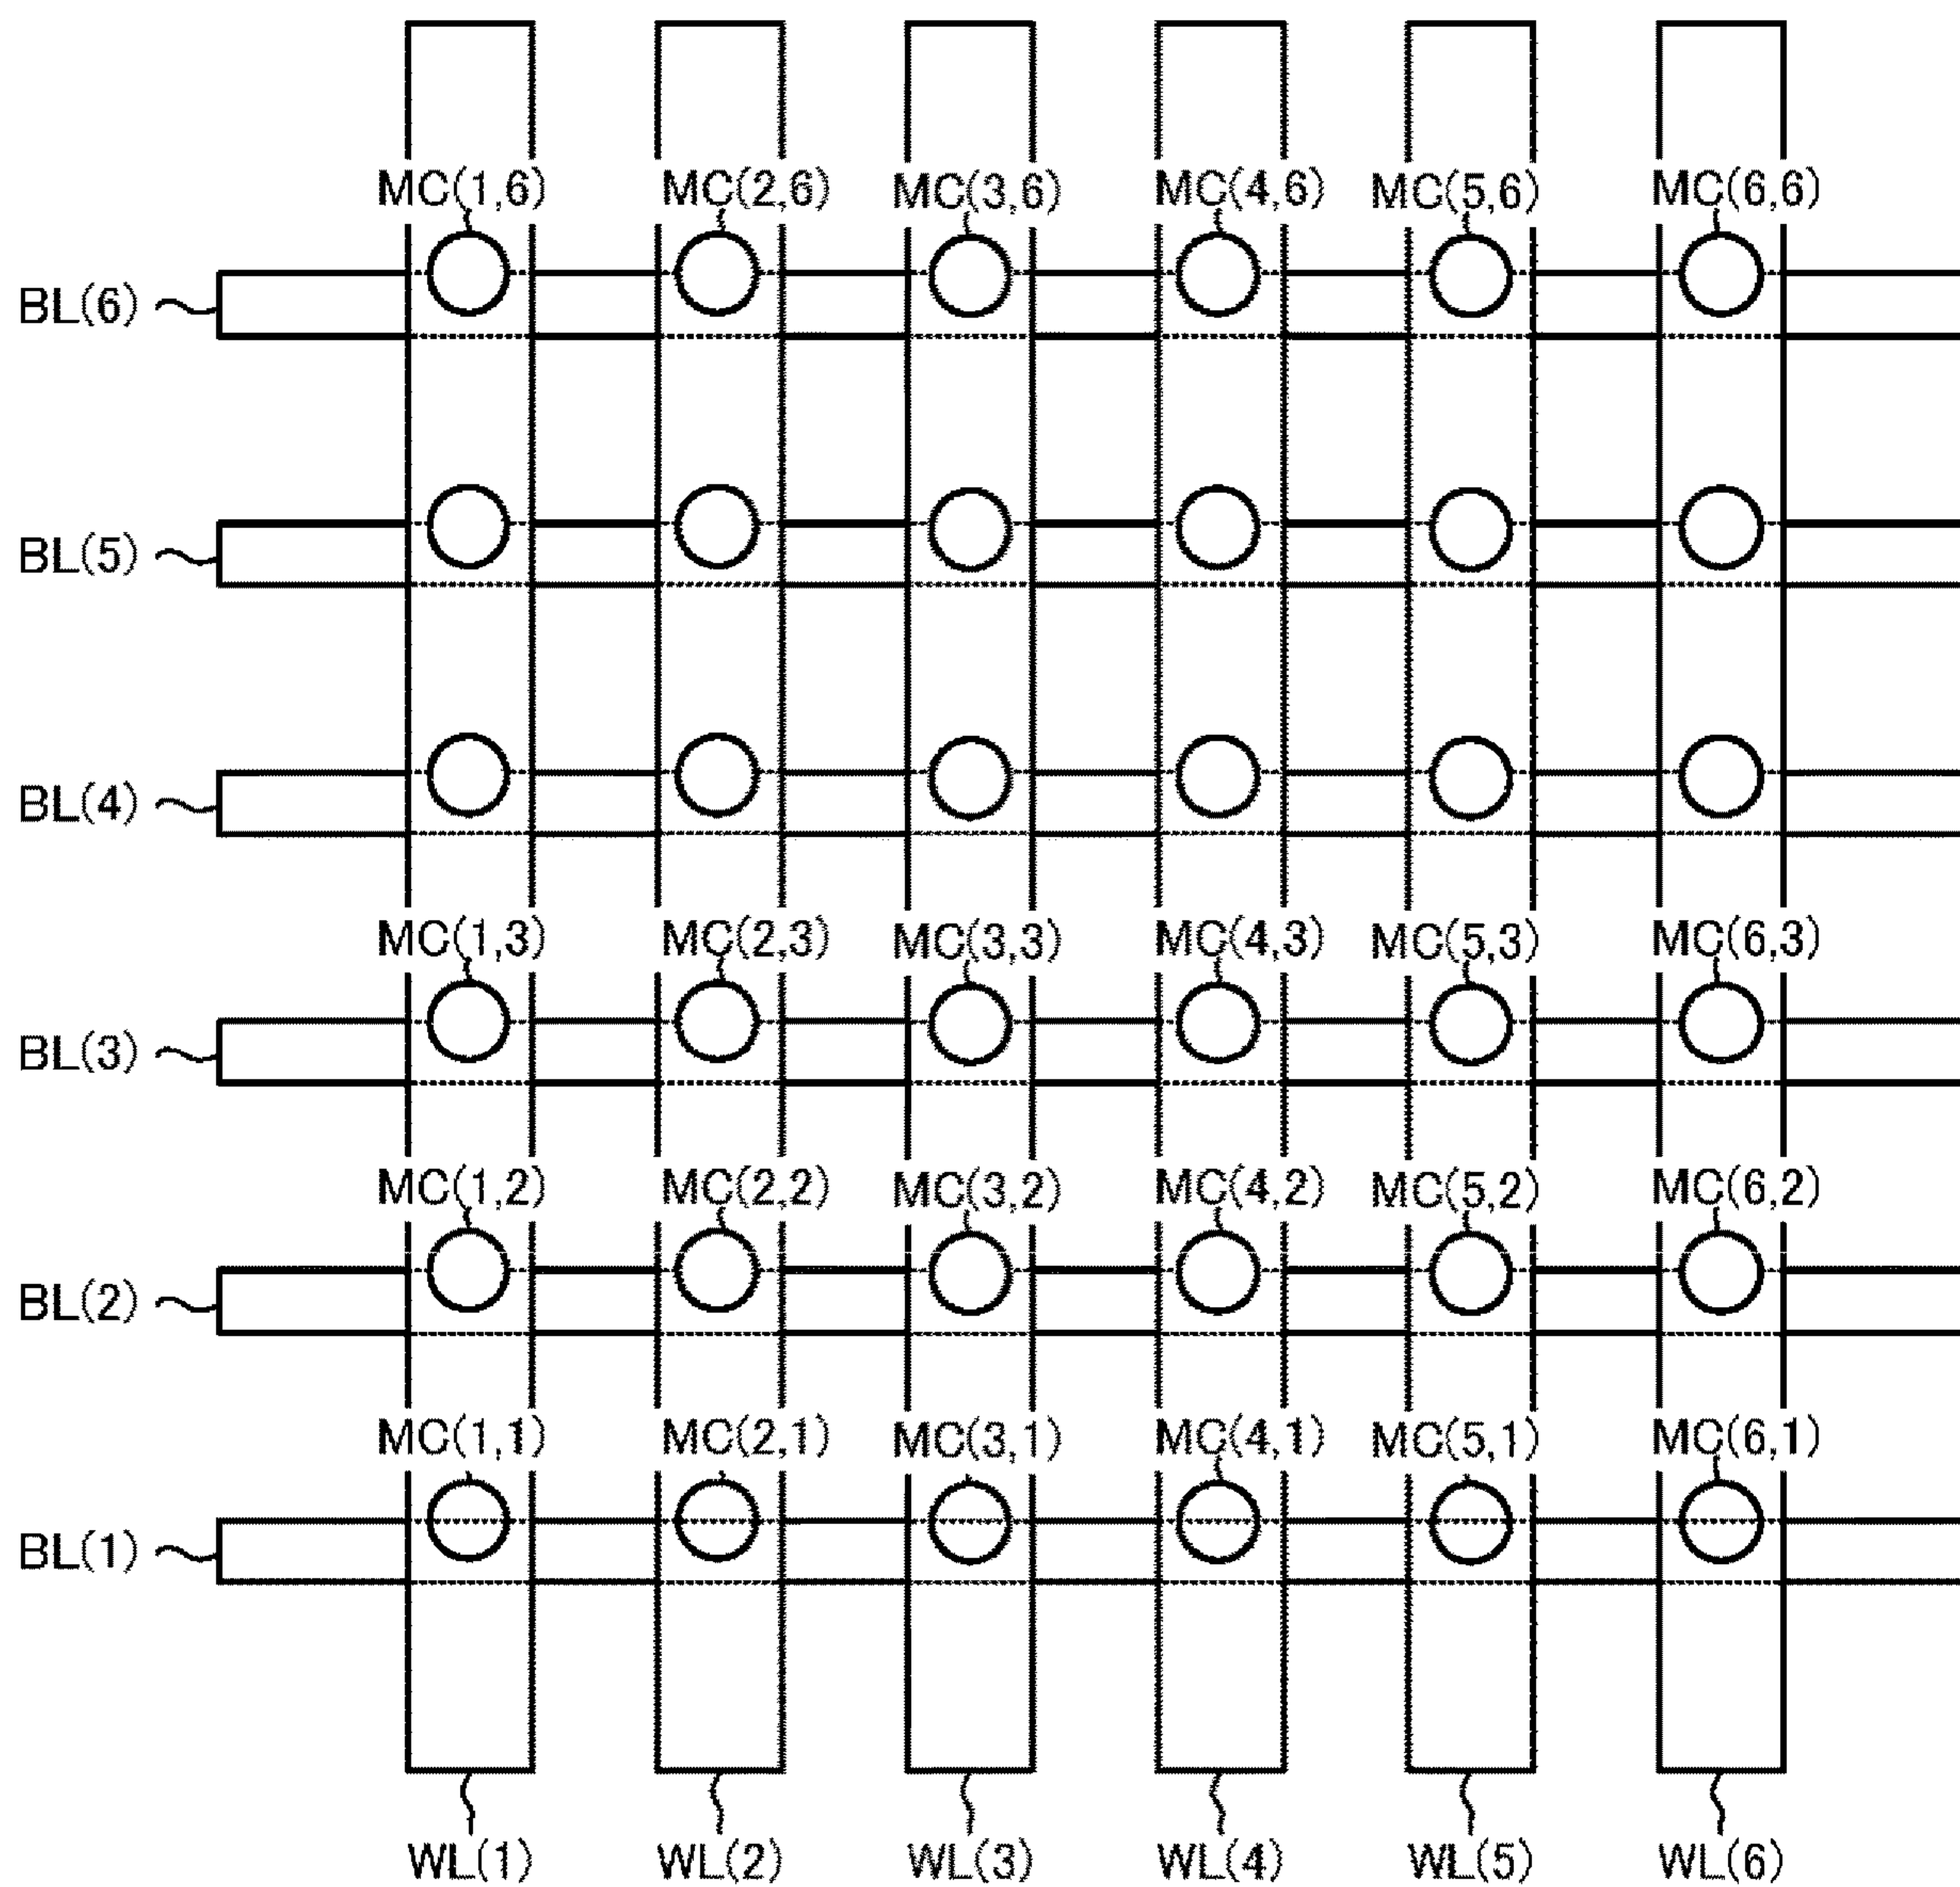 MC(1,6) MC(2,6) MC(3,6) MC(4,6) MC(5,6) MC(6,6)
BL(6)
BL(5)
BL(4)
MC(1,3) MC(2,3) MC(3,3) MC(4,3) MC(5,3) MC(6,3)
BL(3)
MC(1,2) MC(2,2) MC(3,2) MC(4,2) MC(5,2) MC(6,2)
BL(2)
MC(1,1) MC(2,1) MC(3,1) MC(4,1) MC(5,1) MC(6,1)
BL(1)
WL(1) WL(2) WL(3) WL(4) WL(5) WL(6)